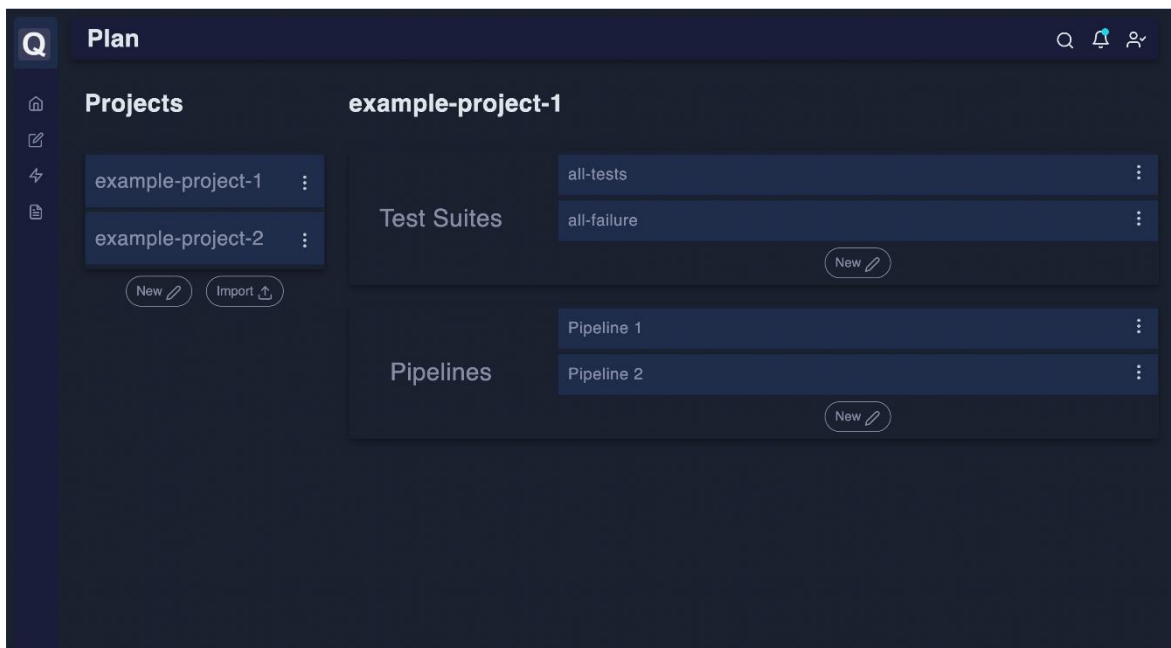 Q
Plan
Projects
example-project-1
example-project-2
New
Import
example-project-1
Test Suites
all-tests
all-failure
New
Pipelines
Pipeline 1
Pipeline 2
New